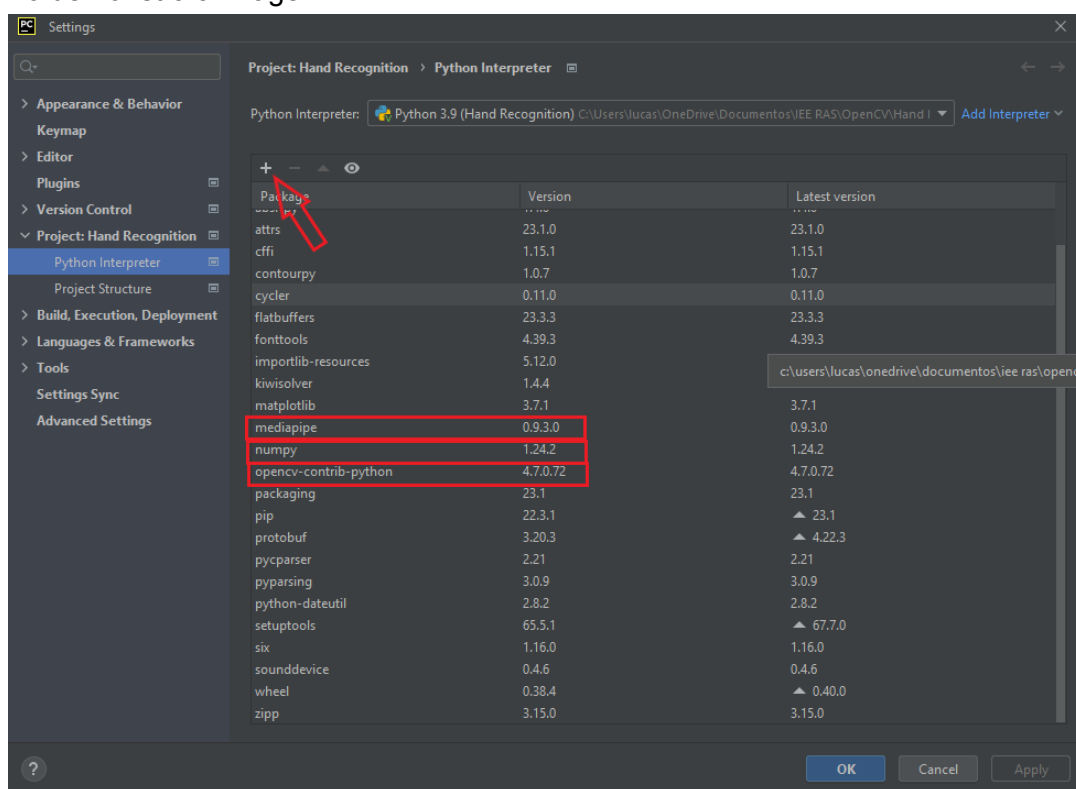 Settings
Project: Hand Recognition › Python Interpreter
Appearance & Behavior
Keymap
Editor
Plugins
Version Control
Project: Hand Recognition
Python Interpreter
Project Structure
Build, Execution, Deployment
Languages & Frameworks
Tools
Settings Sync
Advanced Settings
Python Interpreter: Python 3.9 (Hand Recognition) C:\Users\lucas\OneDrive\Documentos\IEE RAS\OpenCV\Hand Add Interpreter
Package Version Latest version
attrs 23.1.0 23.1.0
cffi 1.15.1 1.15.1
contourpy 1.0.7 1.0.7
cycler 0.11.0 0.11.0
flatbuffers 23.3.3 23.3.3
fonttools 4.39.3 4.39.3
importlib-resources 5.12.0
c:\users\lucas\onedrive\documentos\iee ras\openc
kiwisolver 1.4.4
matplotlib 3.7.1 3.7.1
mediapipe 0.9.3.0 0.9.3.0
numpy 1.24.2 1.24.2
opencv-contrib-python 4.7.0.72 4.7.0.72
packaging 23.1 23.1
pip 22.3.1 ▲ 23.1
protobuf 3.20.3 ▲ 4.22.3
pycparser 2.21 2.21
pyparsing 3.0.9 3.0.9
python-dateutil 2.8.2 2.8.2
setuptools 65.5.1 ▲ 67.7.0
six 1.16.0 1.16.0
sounddevice 0.4.6 0.4.6
wheel 0.38.4 ▲ 0.40.0
zipp 3.15.0 3.15.0
? OK Cancel Apply